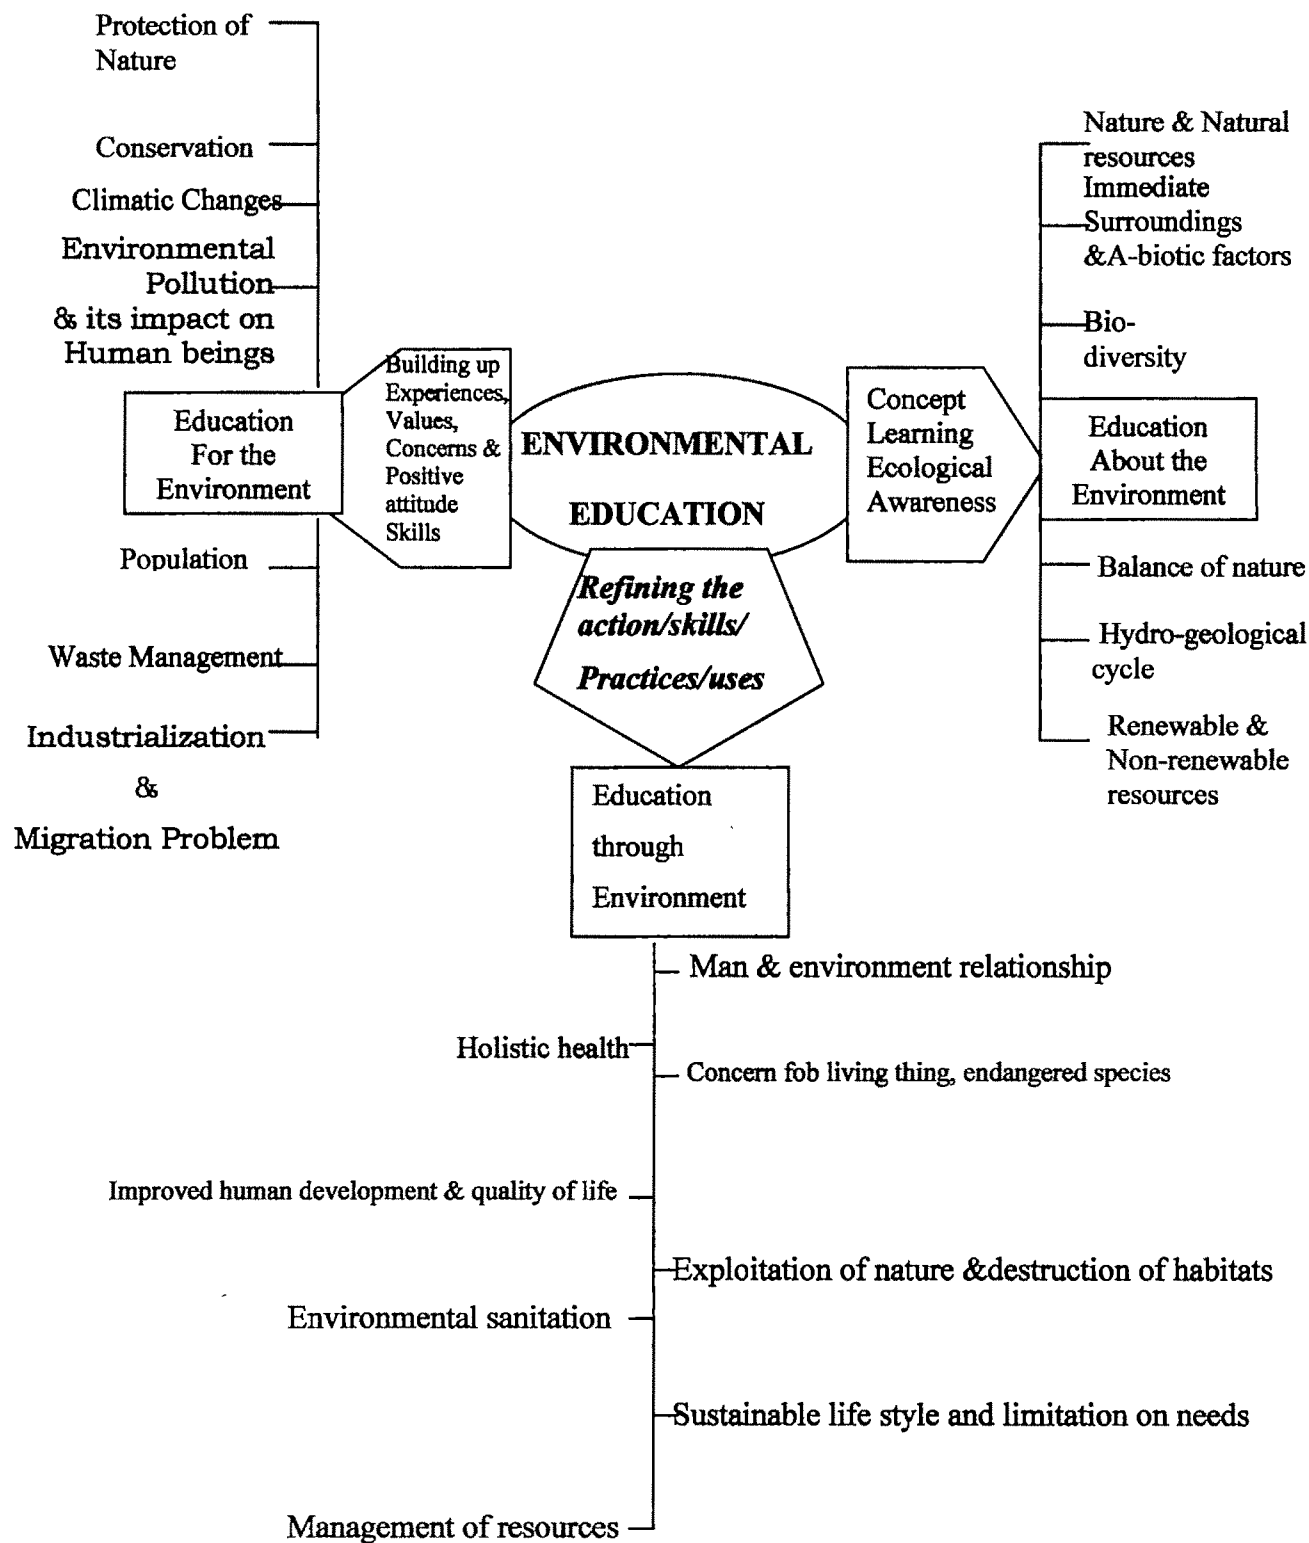 Protection of
Nature
Conservation
Climatic Changes
Environmental
Pollution
& its impact on
Human beings
Education
For the
Environment
Population
Waste Management
Industrialization
&
Migration Problem
Building up
Experiences,
Values,
Concerns &
Positive
attitude
Skills
ENVIRONMENTAL
EDUCATION
Concept
Learning
Ecological
Awareness
Nature & Natural
resources
Immediate
Surroundings
&A-biotic factors
Bio-
diversity
Education
About the
Environment
Balance of nature
Hydro-geological
cycle
Renewable &
Non-renewable
resources
Refining the
action/skills/
Practices/uses
Education
through
Environment
Man & environment relationship
Holistic health
Concern fob living thing, endangered species
Improved human development & quality of life
Exploitation of nature &destruction of habitats
Environmental sanitation
Sustainable life style and limitation on needs
Management of resources